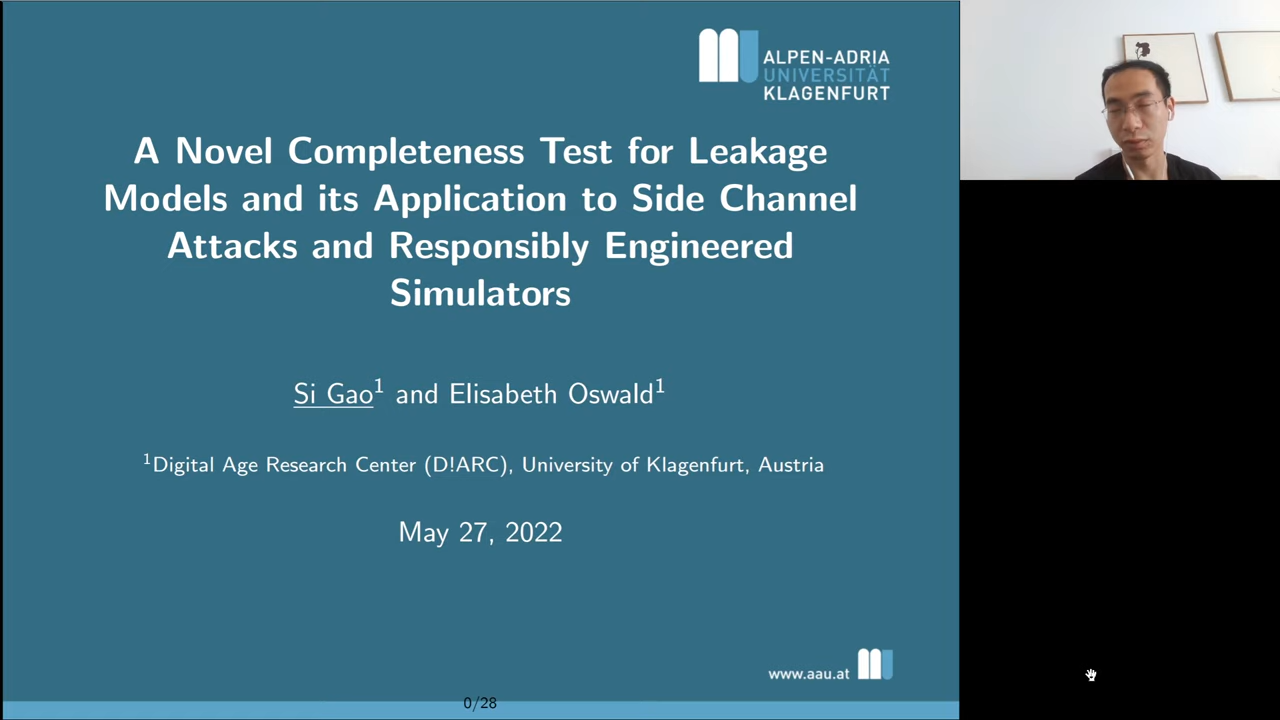 ALPEN-ADRIA
UNIVERSITÄT
KLAGENFURT
A Novel Completeness Test for Leakage
Models and its Application to Side Channel
Attacks and Responsibly Engineered
Simulators
Si Gao¹ and Elisabeth Oswald¹
¹Digital Age Research Center (D!ARC), University of Klagenfurt, Austria
May 27, 2022
www.aau.at
0/28